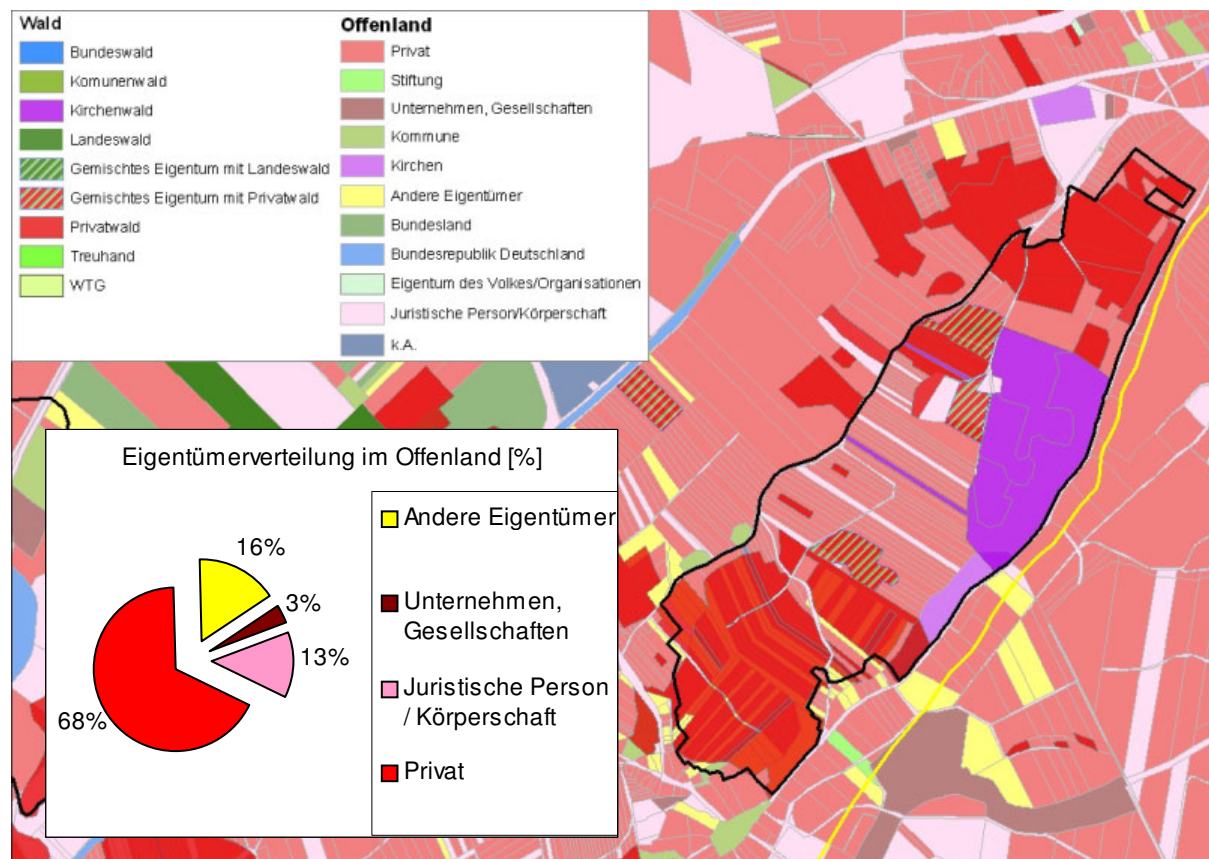 Wald
Bundeswald
Komunenwald
Kirchenwald
Landeswald
Gemischtes Eigentum mit Landeswald
Gemischtes Eigentum mit Privatwald
Privatwald
Treuhand
WTG
Offenland
Privat
Stiftung
Unternehmen, Gesellschaften
Kommune
Kirchen
Andere Eigentümer
Bundesland
Bundesrepublik Deutschland
Eigentum des Volkes/Organisationen
Juristische Person/Körperschaft
k.A.
Eigentümerverteilung im Offenland [%]
16%
3%
13%
68%
Andere Eigentümer
Unternehmen,
Gesellschaften
Juristische Person
/ Körperschaft
Privat